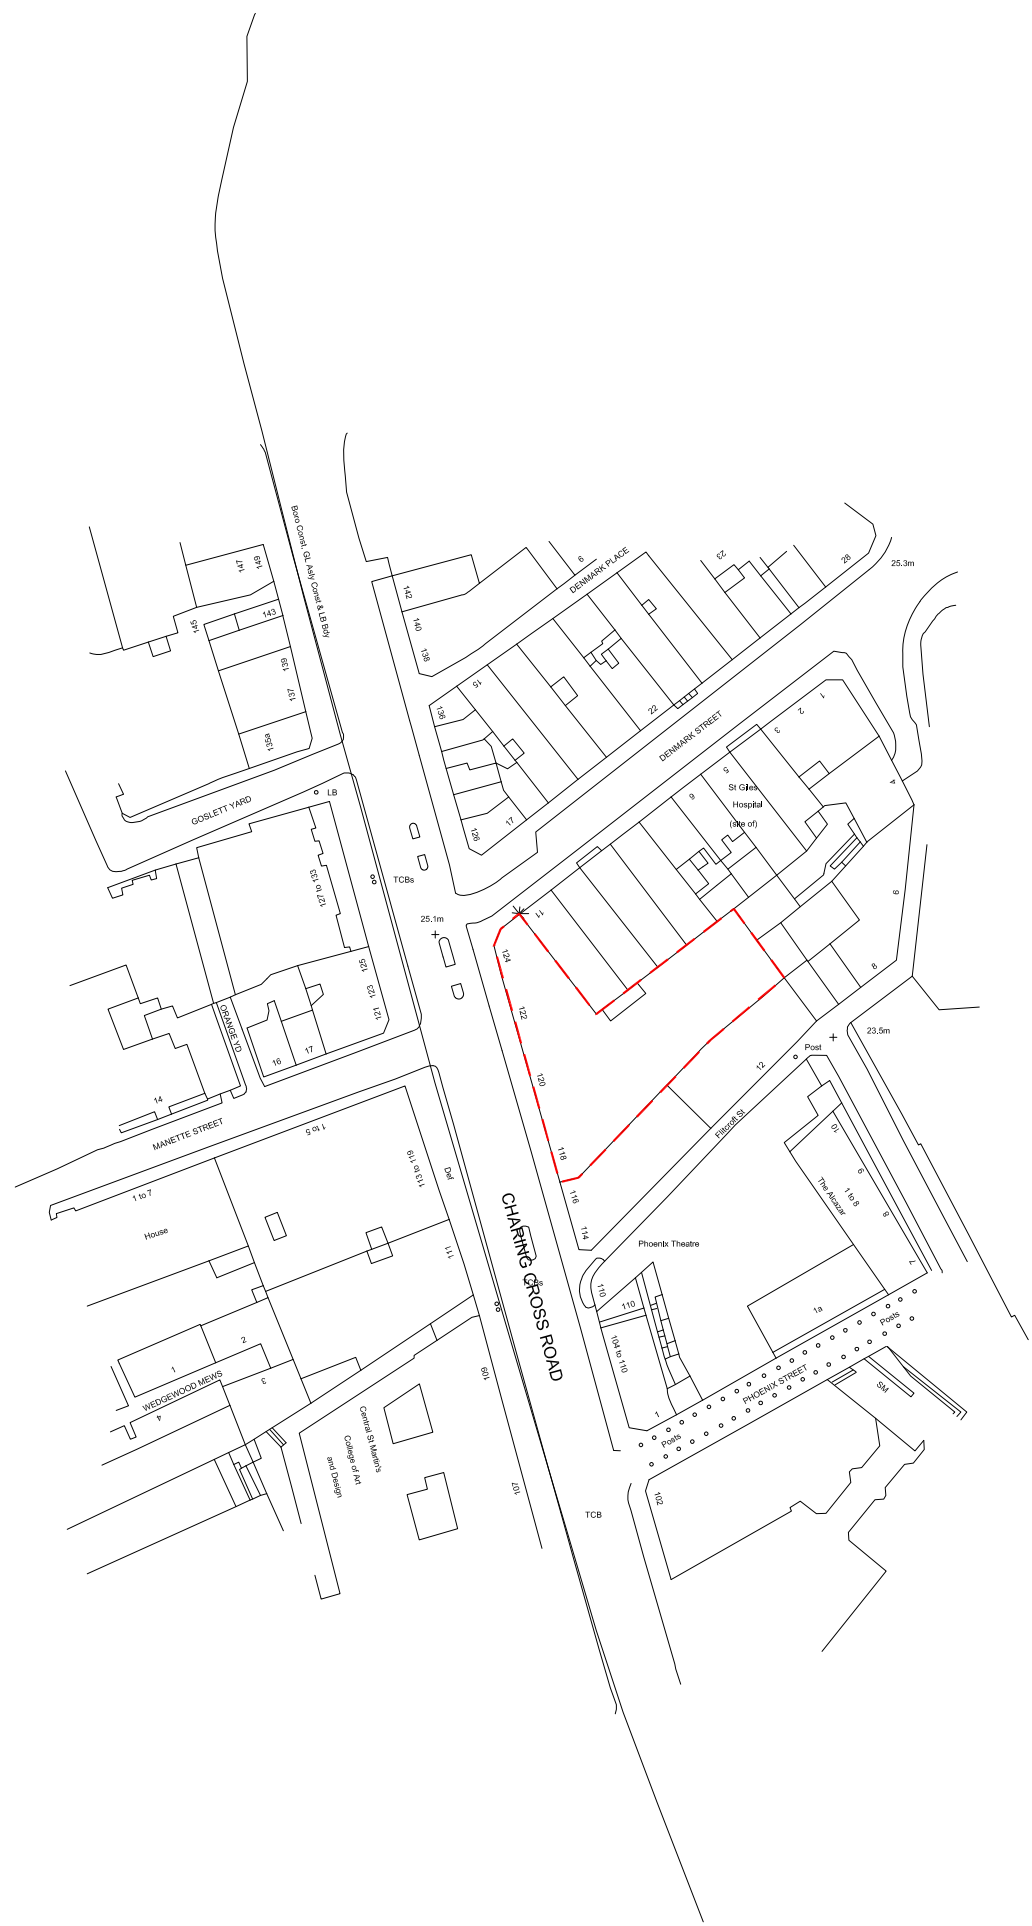 Boro Const, GL Asly Const & LB Bdy
149
147
145
143
139
137
135a
142
140
138
9
DENMARK PLACE
23
28
25.3m
15
136
22
126
17
DENMARK STREET
1
2
3
4
5
6
St Giles
Hospital
(site of)
GOSLETT YARD
LB
127 to 133
TCBs
25.1m
11
124
122
120
118
116
114
125
123
121
ORANGE YD
16
17
14
MANETTE STREET
1 to 5
1 to 7
House
113 to 119
Def
111
9
8
12
Post
23.5m
Flitcroft St
10
9
1 to 8
8
The Alcazar
7
Phoenix Theatre
CHARING CROSS ROAD
TCBs
110
110
104 to 110
1
1a
Posts
PHOENIX STREET
Posts
SM
1
2
3
4
WEDGEWOOD MEWS
109
Central St Martin's
College of Art
and Design
107
TCB
102